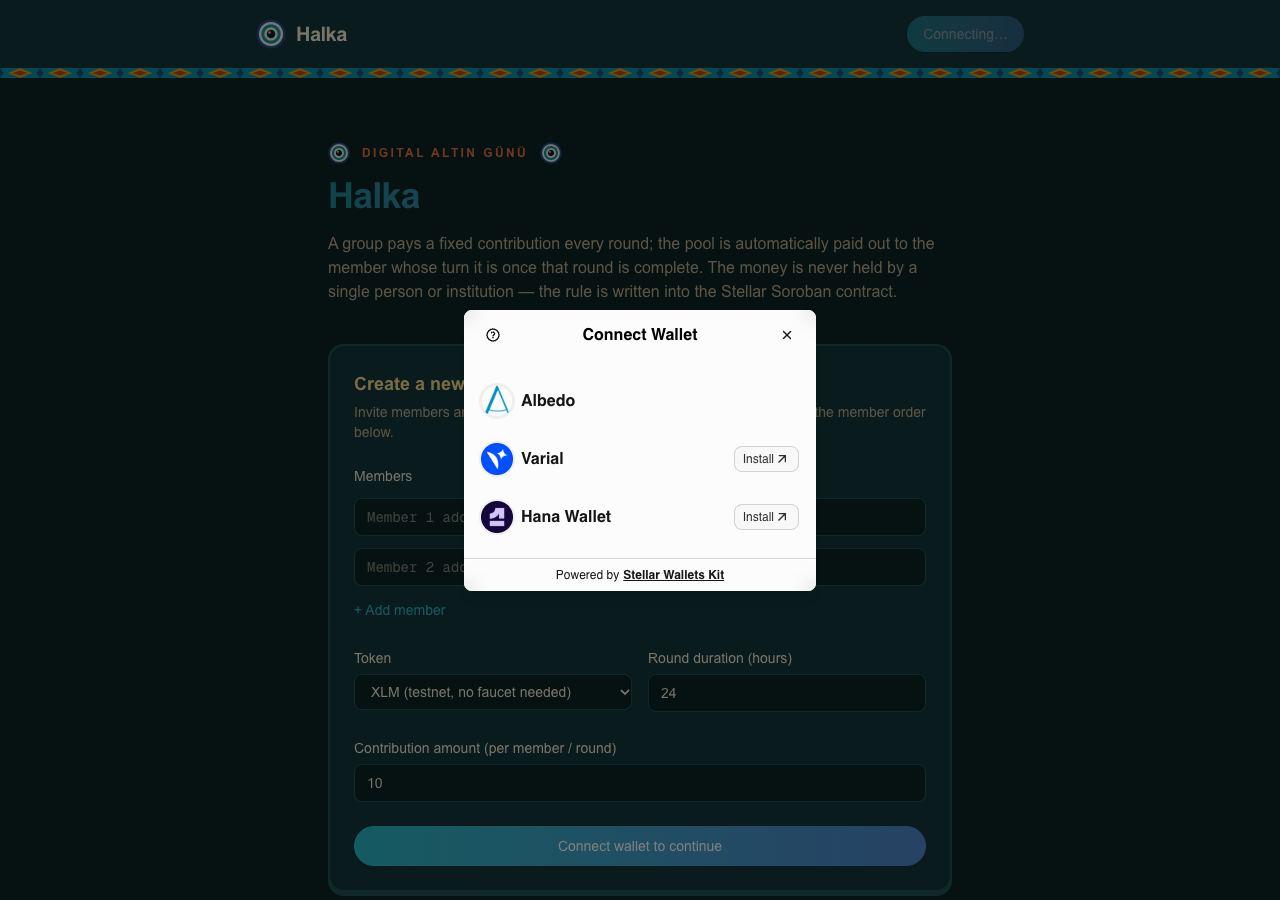 Halka
Connecting...
DIGITAL ALTIN GÜNÜ
Halka
A group pays a fixed contribution every round; the pool is automatically paid out to the
member whose turn it is once that round is complete. The money is never held by a
single person or institution — the rule is written into the Stellar Soroban contract.
Connect Wallet
Albedo
Varial
Install
Hana Wallet
Install
Powered by Stellar Wallets Kit
Create a new
Invite members
the member order
below.
Members
Member 1
Member 2
+ Add member
Token
Round duration (hours)
XLM (testnet, no faucet needed)
24
Contribution amount (per member / round)
10
Connect wallet to continue